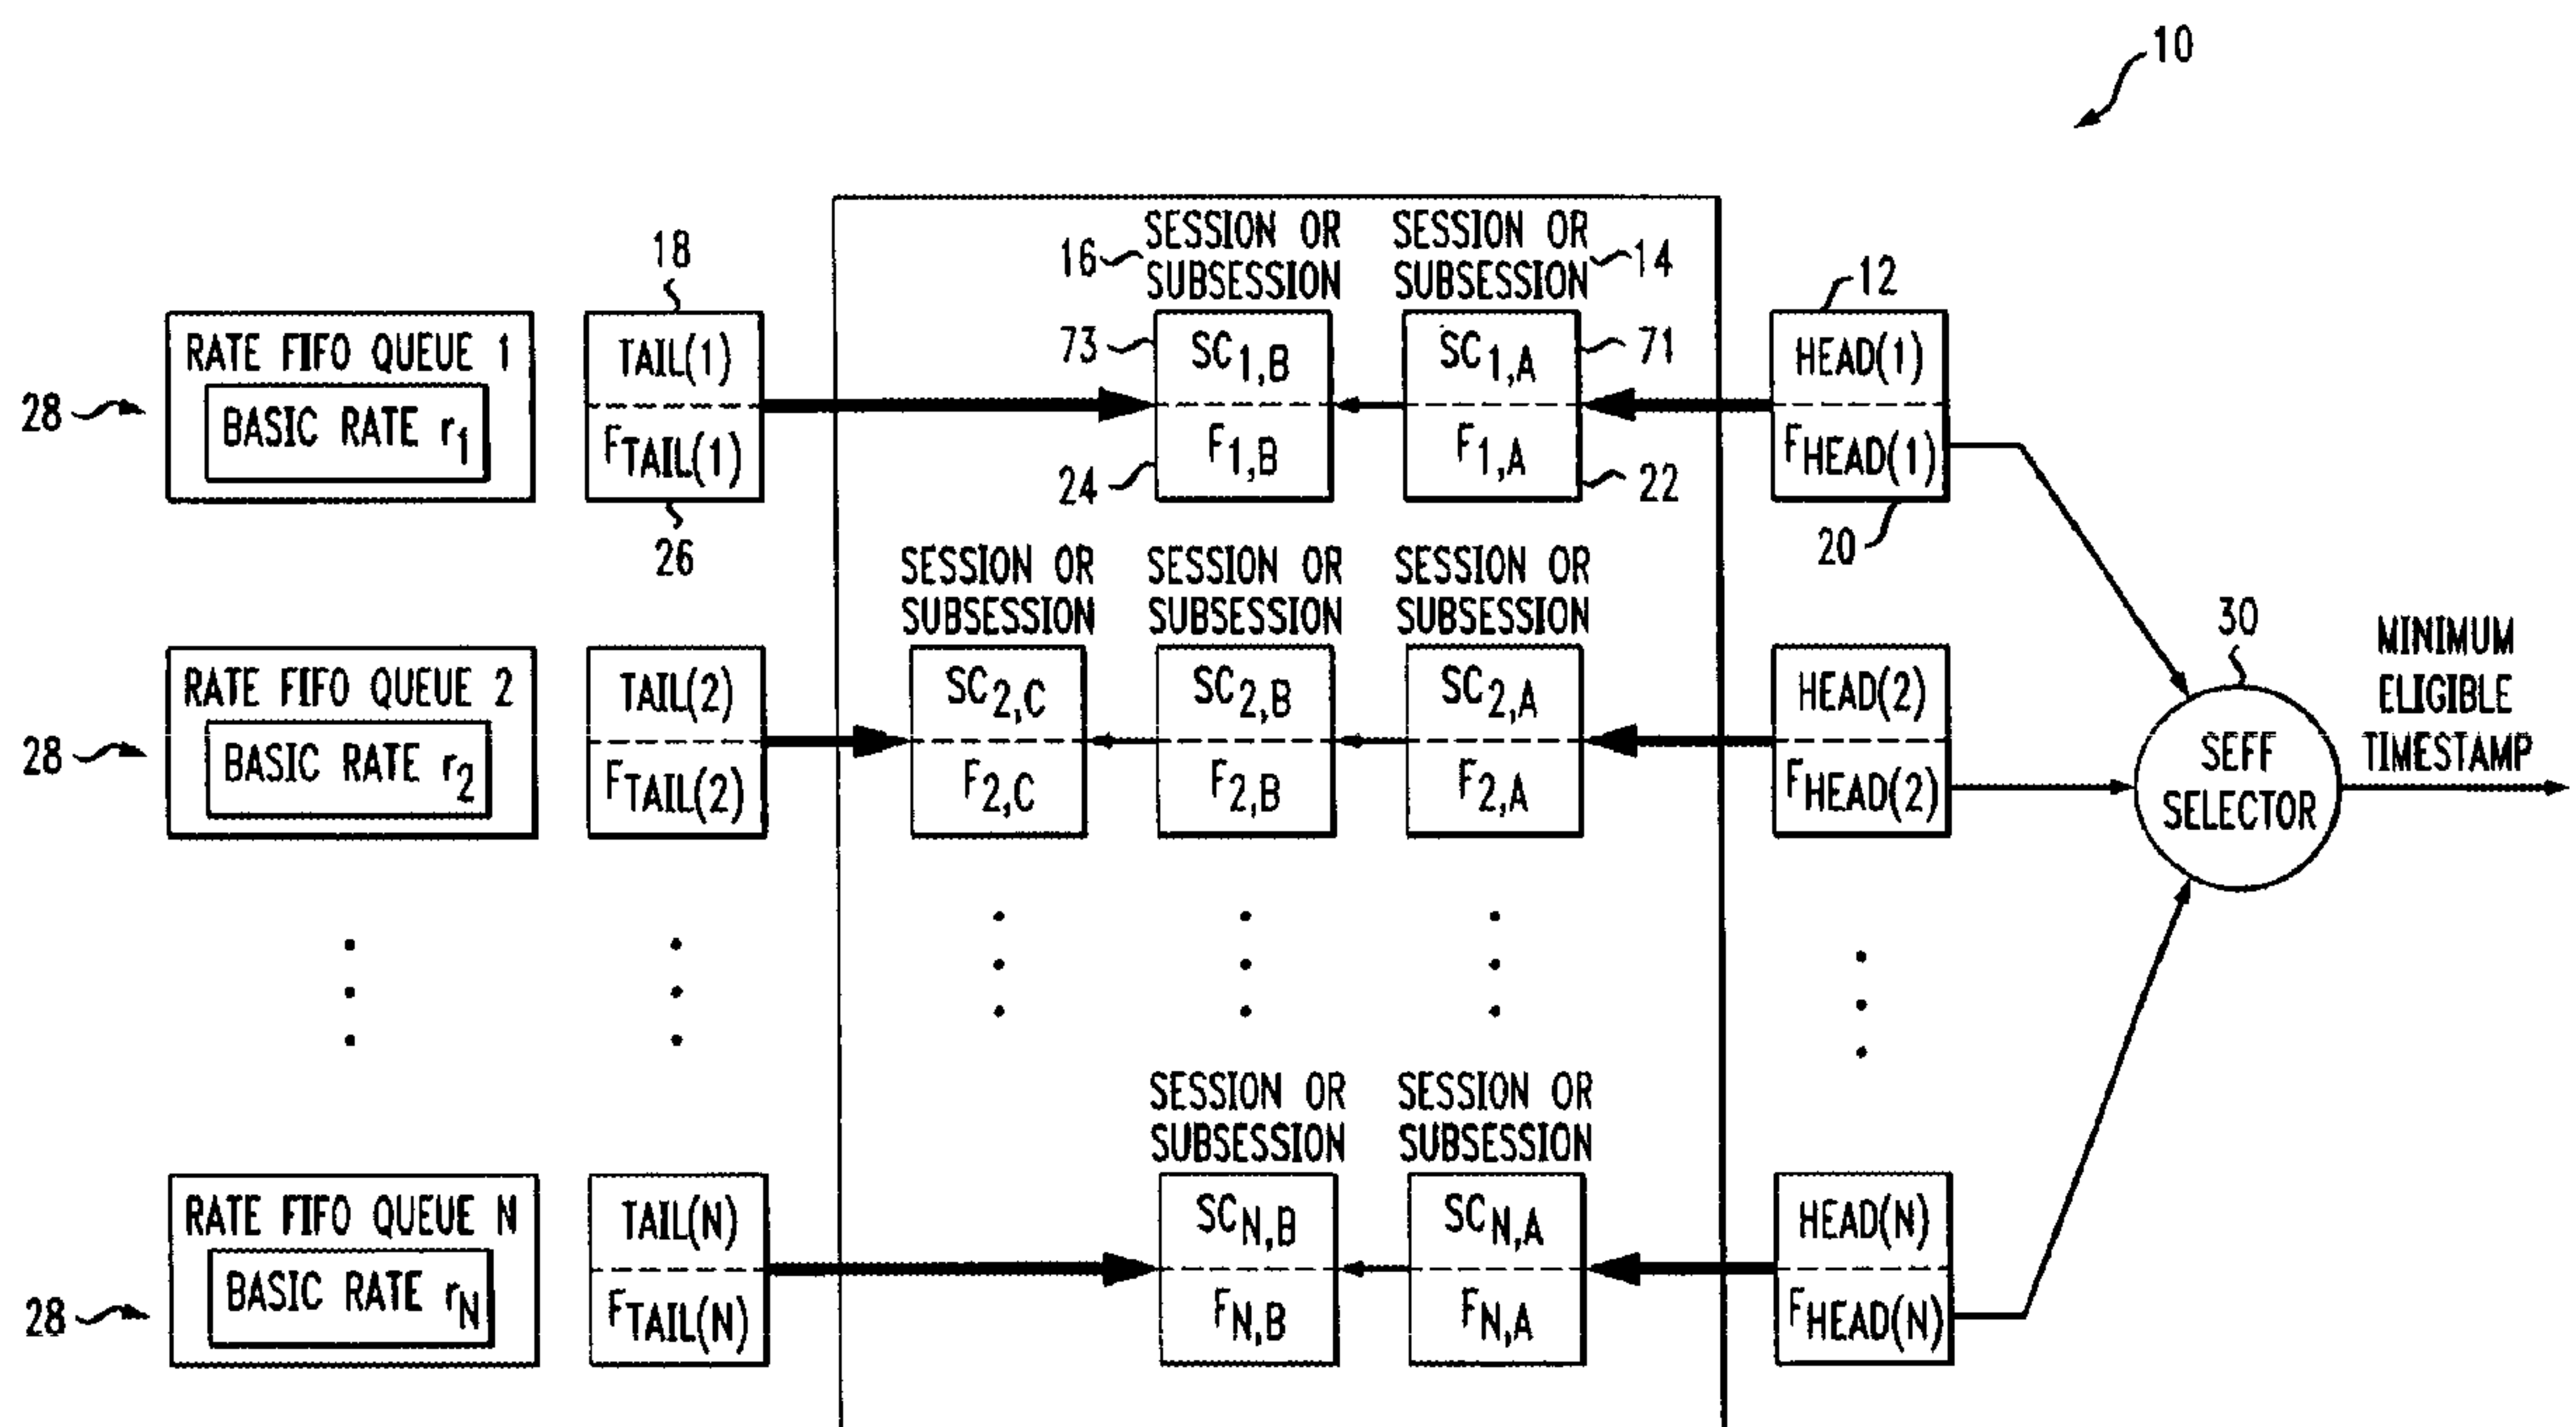 10
SESSION OR SUBSESSION
SESSION OR SUBSESSION
16
14
18
12
RATE FIFO QUEUE 1
BASIC RATE r1
28
TAIL(1)
FTAIL(1)
26
73
SC1,B
F1,B
24
SC1,A
F1,A
71
22
HEAD(1)
FHEAD(1)
20
SESSION OR SUBSESSION
SESSION OR SUBSESSION
SESSION OR SUBSESSION
RATE FIFO QUEUE 2
BASIC RATE r2
28
TAIL(2)
FTAIL(2)
SC2,C
F2,C
SC2,B
F2,B
SC2,A
F2,A
HEAD(2)
FHEAD(2)
30
SEFF
SELECTOR
MINIMUM
ELIGIBLE
TIMESTAMP
SESSION OR SUBSESSION
SESSION OR SUBSESSION
RATE FIFO QUEUE N
BASIC RATE rN
28
TAIL(N)
FTAIL(N)
SCN,B
FN,B
SCN,A
FN,A
HEAD(N)
FHEAD(N)